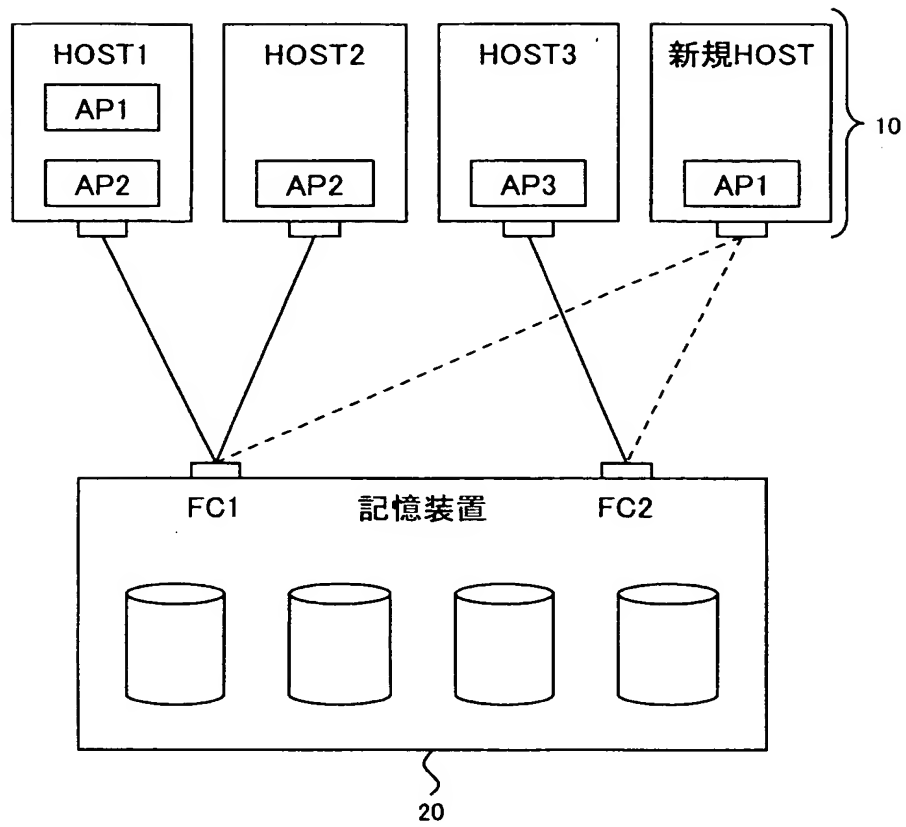 HOST1
HOST2
HOST3
新規HOST
AP1
AP2
AP2
AP3
AP1
10
FC1
記憶装置
FC2
20